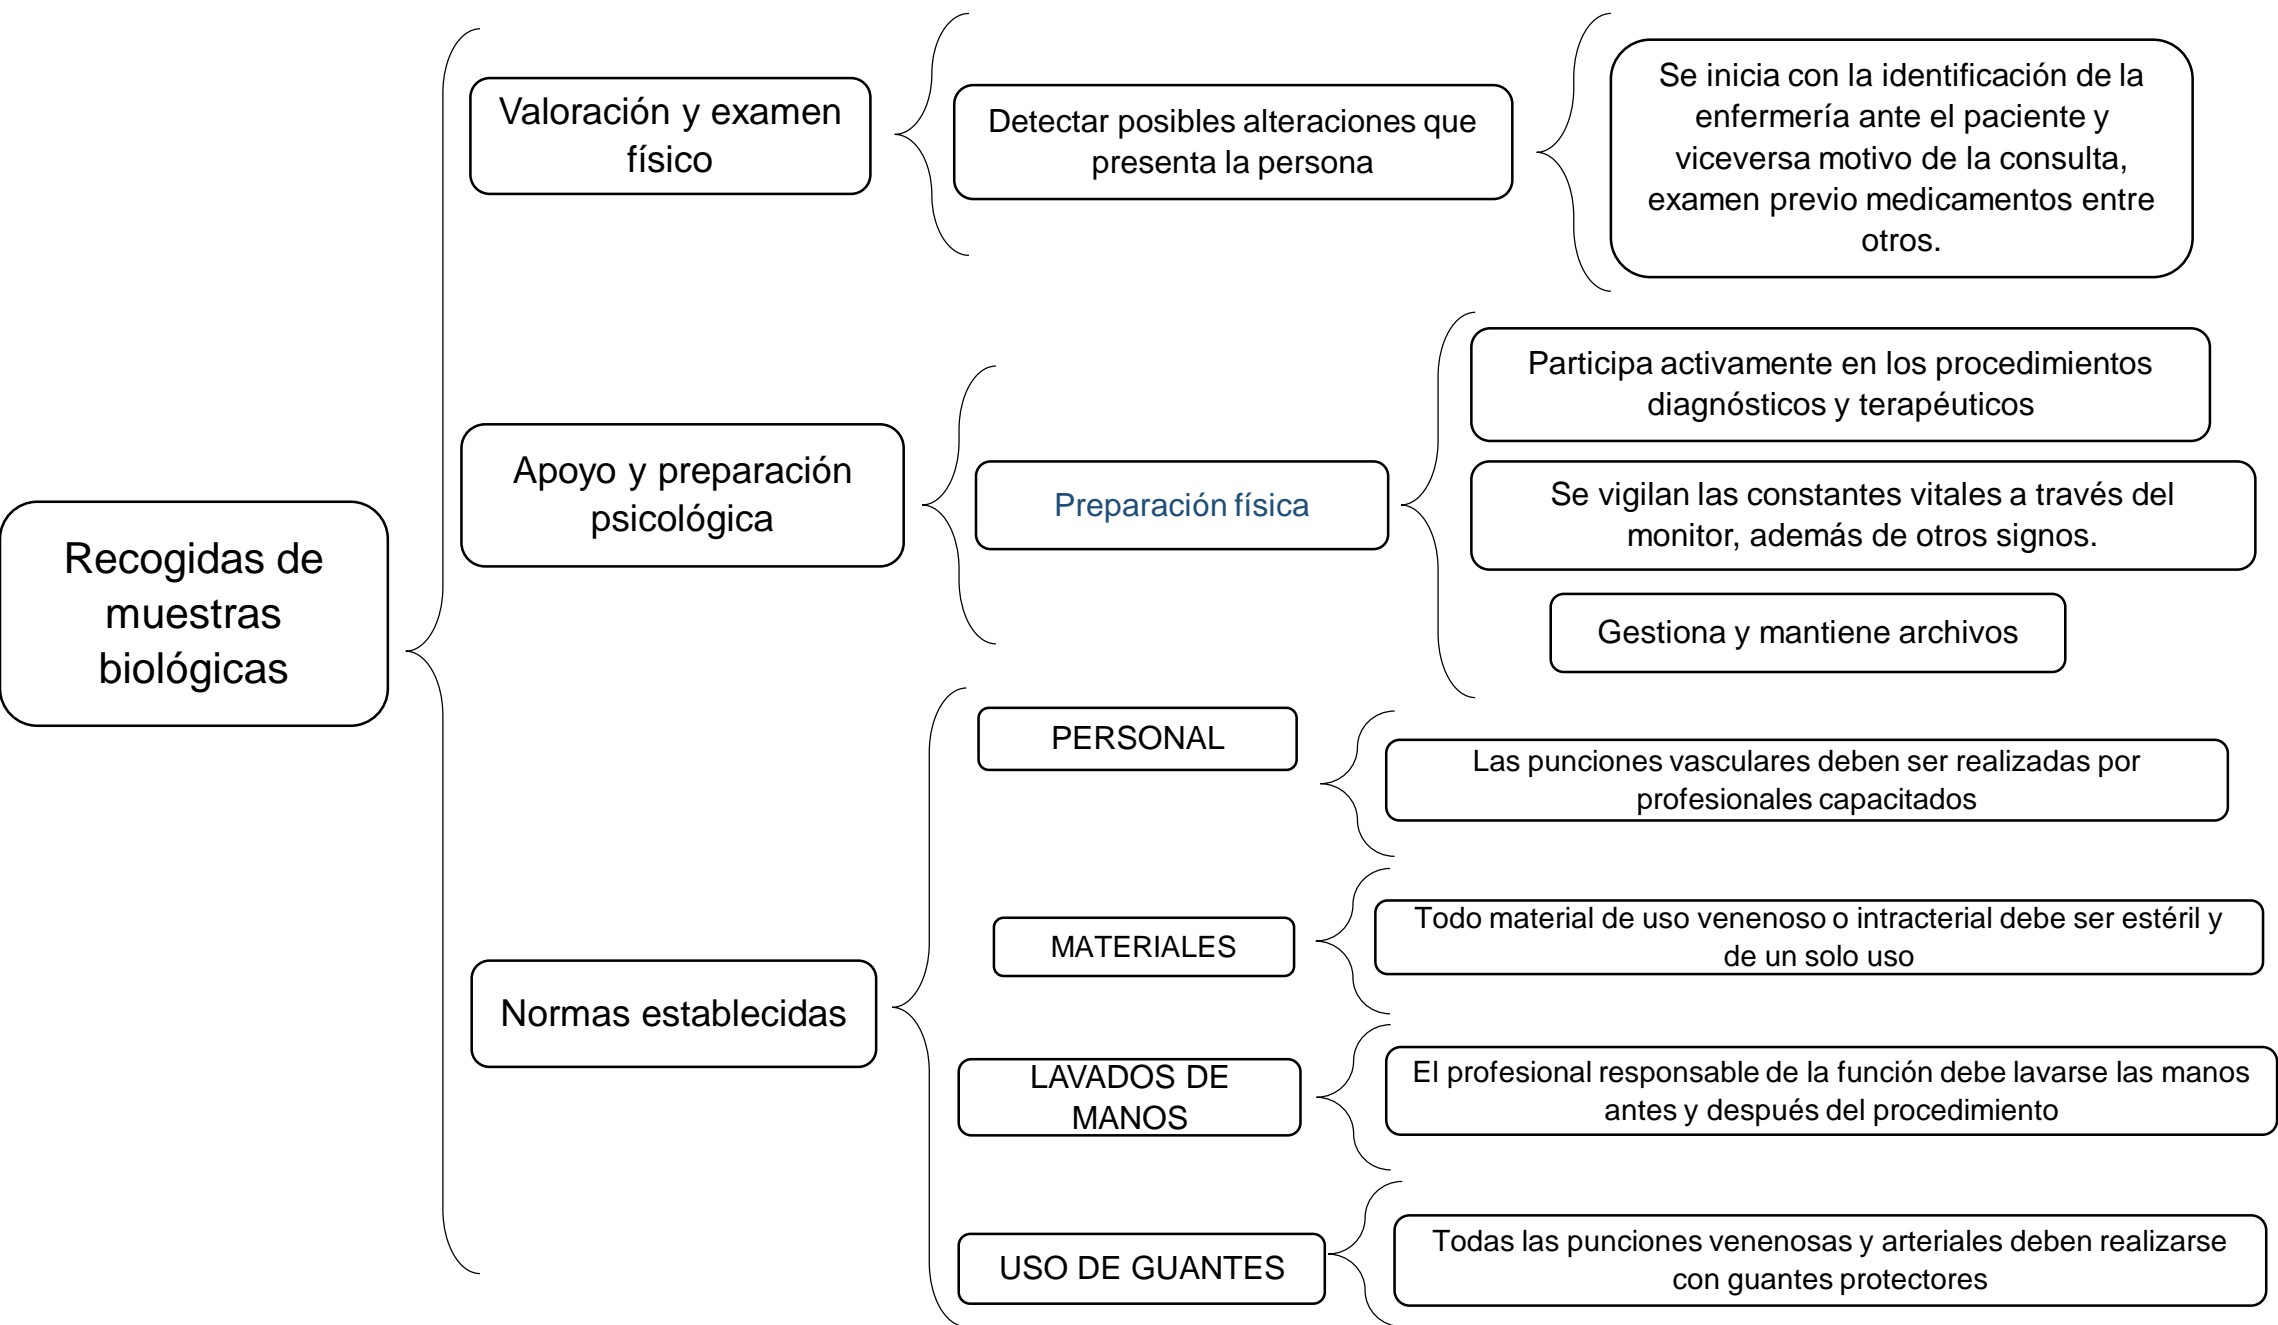 Recogidas de
muestras
biológicas
Valoración y examen
físico
Detectar posibles alteraciones que
presenta la persona
Se inicia con la identificación de la
enfermería ante el paciente y
viceversa motivo de la consulta,
examen previo medicamentos entre
otros.
Apoyo y preparación
psicológica
Preparación física
Participa activamente en los procedimientos
diagnósticos y terapéuticos
Se vigilan las constantes vitales a través del
monitor, además de otros signos.
Gestiona y mantiene archivos
Normas establecidas
PERSONAL
Las punciones vasculares deben ser realizadas por
profesionales capacitados
MATERIALES
Todo material de uso venenoso o intracterial debe ser estéril y
de un solo uso
LAVADOS DE
MANOS
El profesional responsable de la función debe lavarse las manos
antes y después del procedimiento
USO DE GUANTES
Todas las punciones venenosas y arteriales deben realizarse
con guantes protectores